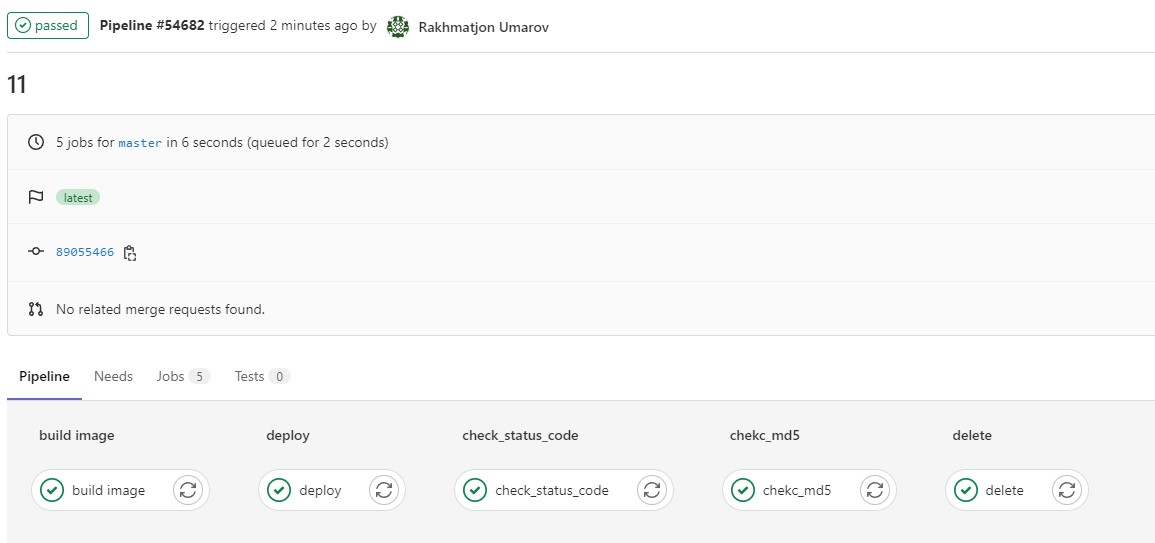 passed Pipeline #54682 triggered 2 minutes ago by Rakhmatjon Umarov
11
5 jobs for master in 6 seconds (queued for 2 seconds)
latest
89055466
No related merge requests found.
Pipeline Needs Jobs 5 Tests 0
build image deploy check_status_code chekc_md5 delete
build image deploy check_status_code chekc_md5 delete